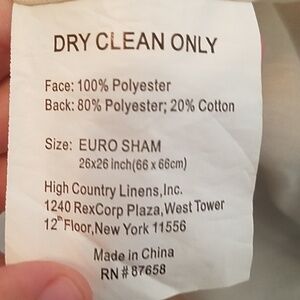 DRY CLEAN ONLY
Face: 100% Polyester
Back: 80% Polyester; 20% Cotton
Size: EURO SHAM
26x26 inch(66 x 66cm)
High Country Linens,Inc.
1240 RexCorp Plaza,West Tower
12th Floor,New York 11556
Made in China
RN # 87658